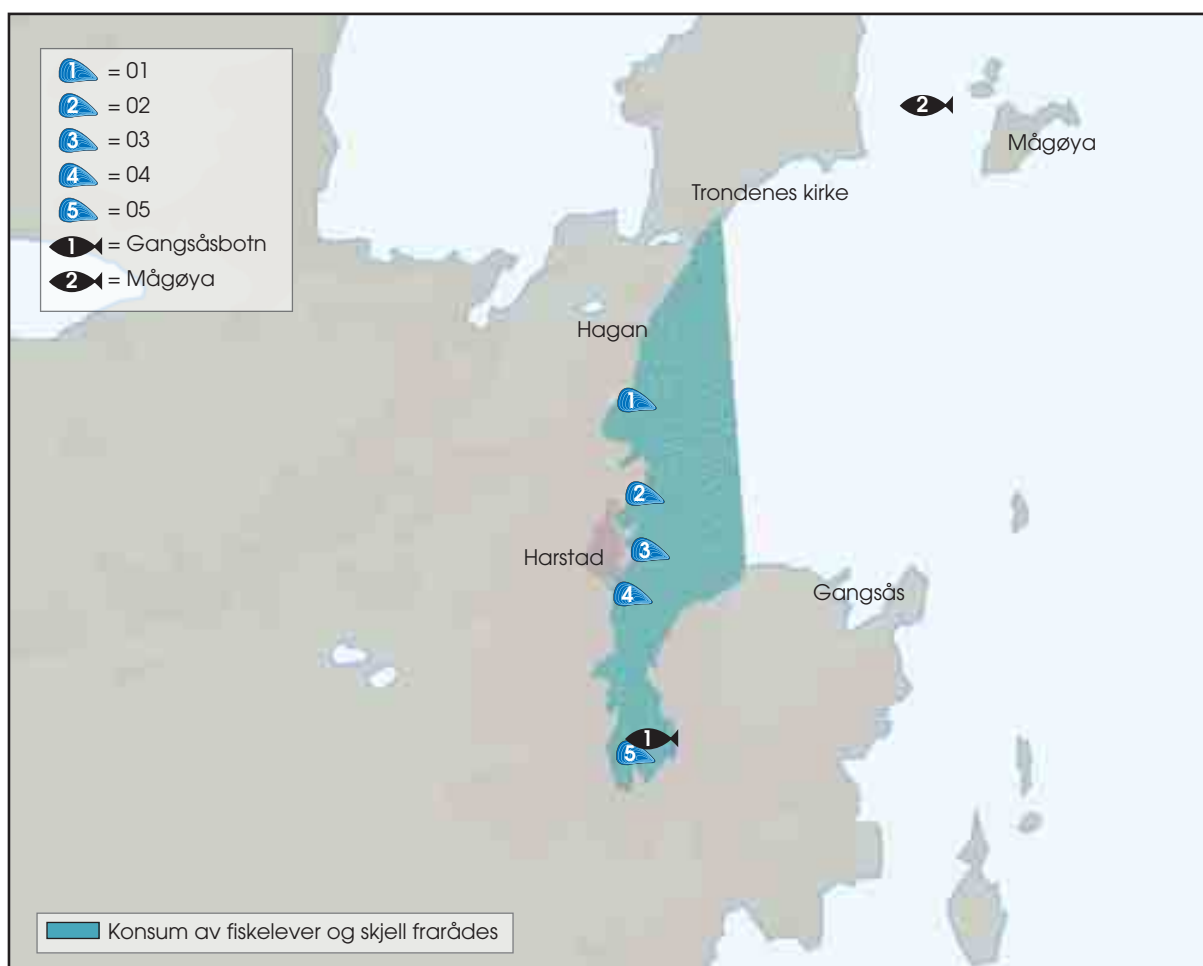 1 = 01
2 = 02
3 = 03
4 = 04
5 = 05
1 = Gangsåsbotn
2 = Mågøya
2
Mågøya
Trondenes kirke
Hagan
1
2
Harstad
3
4
Gangsås
1
5
Konsum av fiskelever og skjell frarådes